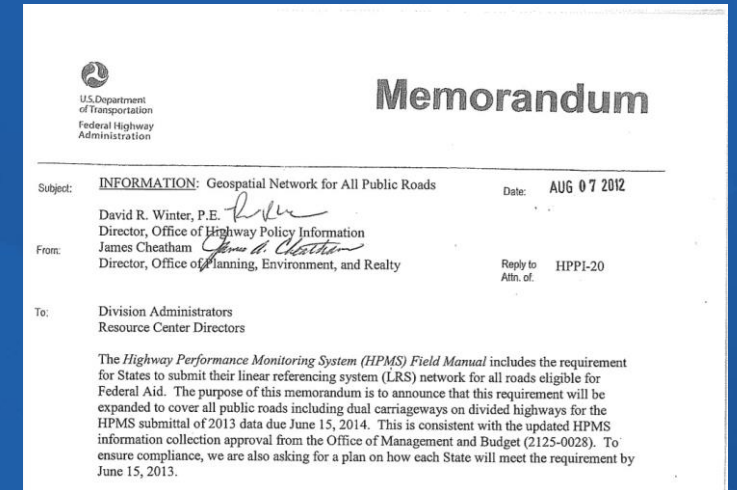 U.S.Department
of Transportation
Federal Highway
Administration
Memorandum
Subject: INFORMATION: Geospatial Network for All Public Roads Date: AUG 07 2012
David R. Winter, P.E.
Director, Office of Highway Policy Information
From: James Cheatham James A. Cheatham
Director, Office of Planning, Environment, and Realty Reply to HPPI-20
Attn. of:
To: Division Administrators
Resource Center Directors
The Highway Performance Monitoring System (HPMS) Field Manual includes the requirement
for States to submit their linear referencing system (LRS) network for all roads eligible for
Federal Aid. The purpose of this memorandum is to announce that this requirement will be
expanded to cover all public roads including dual carriageways on divided highways for the
HPMS submittal of 2013 data due June 15, 2014. This is consistent with the updated HPMS
information collection approval from the Office of Management and Budget (2125-0028). To
ensure compliance, we are also asking for a plan on how each State will meet the requirement by
June 15, 2013.